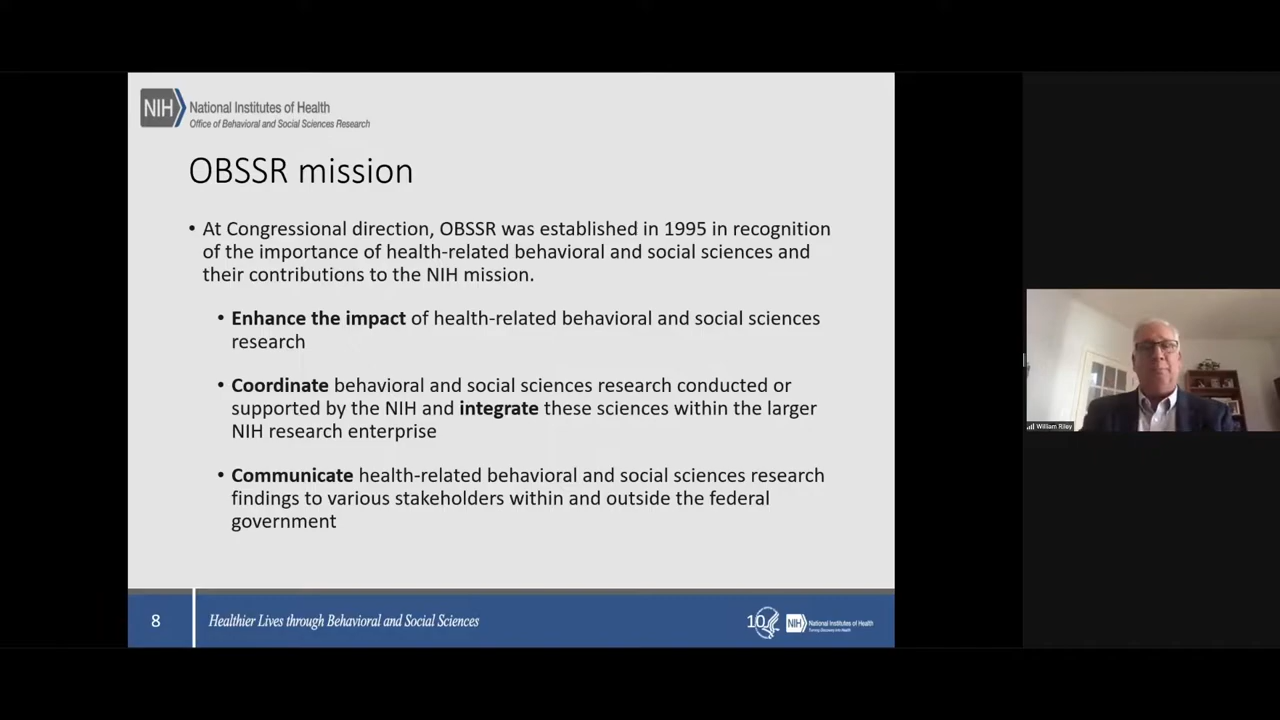 NIH National Institutes of Health
Office of Behavioral and Social Sciences Research
OBSSR mission
• At Congressional direction, OBSSR was established in 1995 in recognition
of the importance of health-related behavioral and social sciences and
their contributions to the NIH mission.
• Enhance the impact of health-related behavioral and social sciences
research
• Coordinate behavioral and social sciences research conducted or
supported by the NIH and integrate these sciences within the larger
NIH research enterprise
• Communicate health-related behavioral and social sciences research
findings to various stakeholders within and outside the federal
government
William Riley
8
Healthier Lives through Behavioral and Social Sciences
10
NIH National Institutes of Health
Turning Discovery Into Health